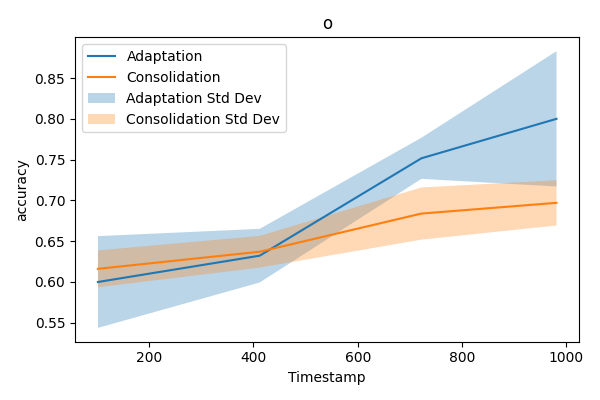 o
Adaptation
Consolidation
Adaptation Std Dev
Consolidation Std Dev
accuracy
0.85
0.80
0.75
0.70
0.65
0.60
0.55
200 400 600 800 1000
Timestamp